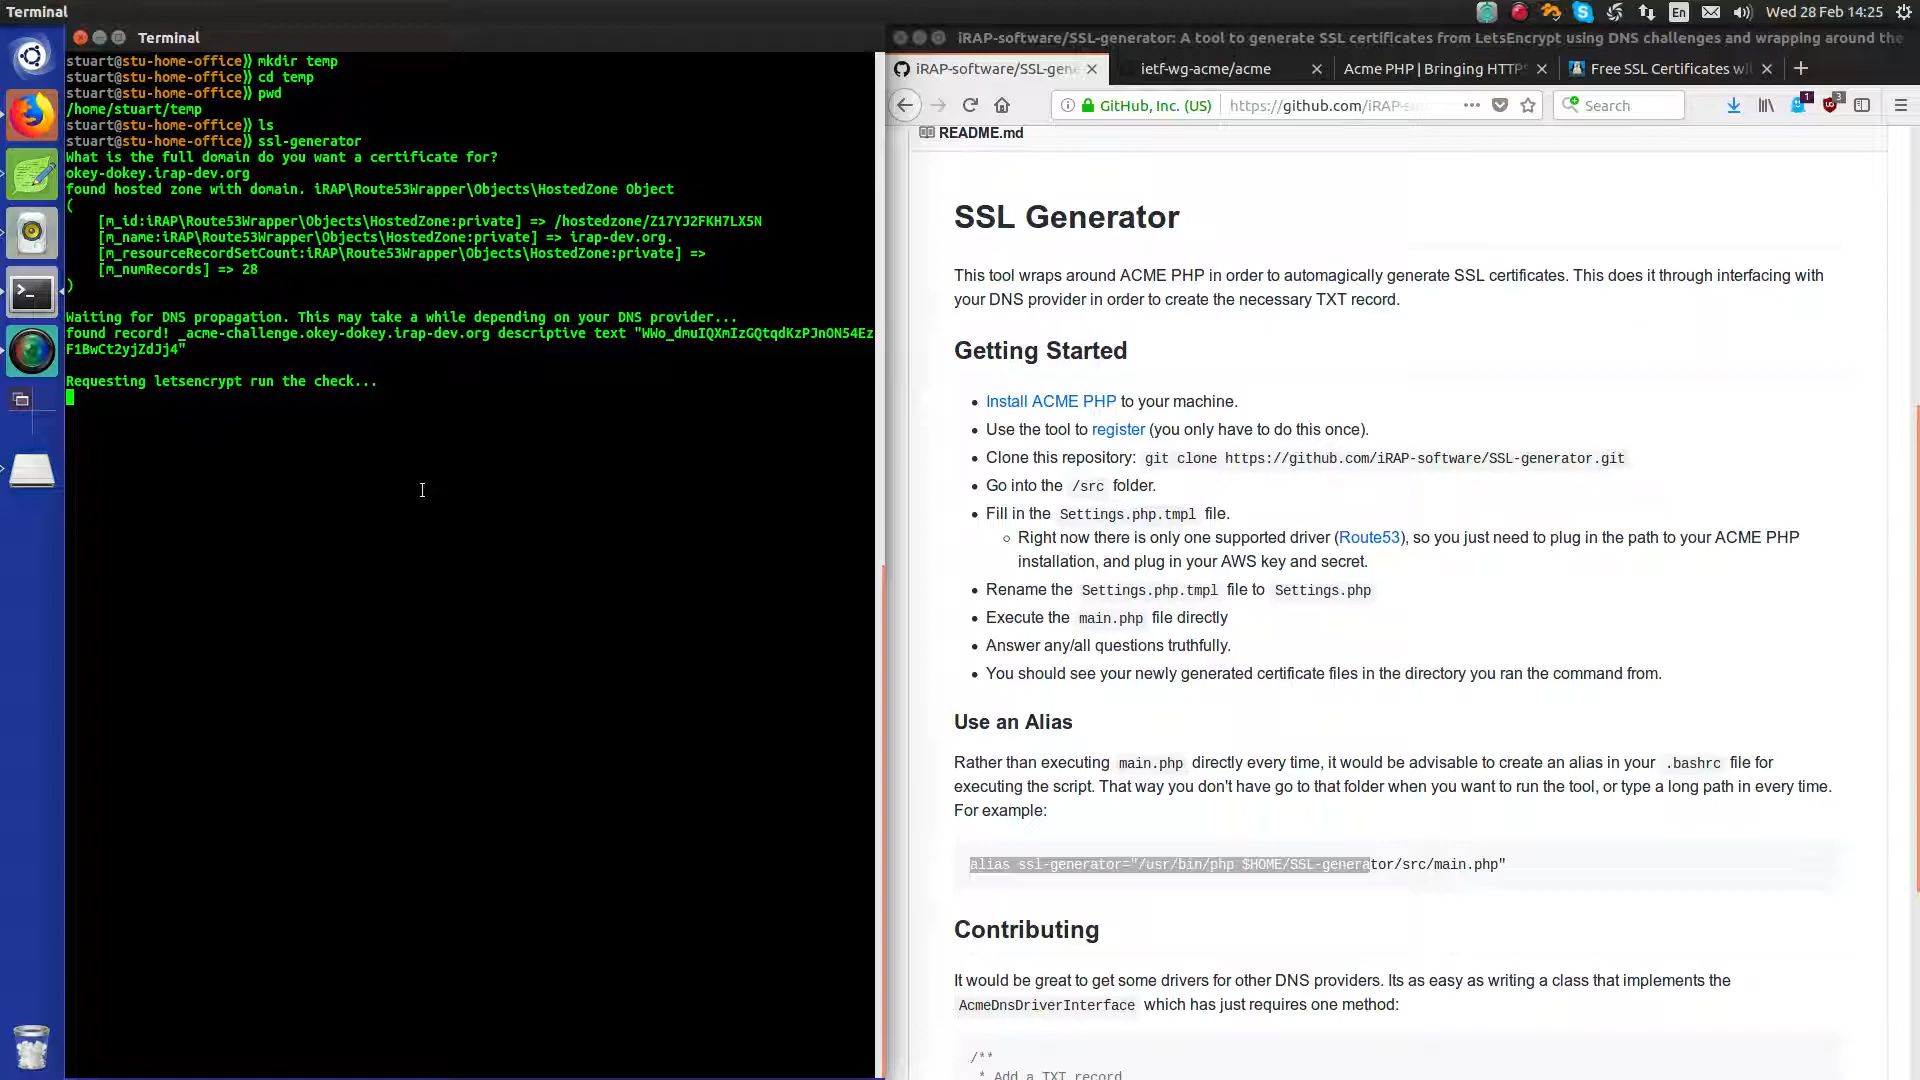 Terminal
En
Wed 28 Feb 14:25
Terminal
stuart@stu-home-office⟫ mkdir temp
stuart@stu-home-office⟫ cd temp
stuart@stu-home-office⟫ pwd
/home/stuart/temp
stuart@stu-home-office⟫ ls
stuart@stu-home-office⟫ ssl-generator
What is the full domain do you want a certificate for?
okey-dokey.irap-dev.org
found hosted zone with domain. iRAP\Route53Wrapper\Objects\HostedZone Object
(
[m_id:iRAP\Route53Wrapper\Objects\HostedZone:private] => /hostedzone/Z17YJ2FKH7LX5N
[m_name:iRAP\Route53Wrapper\Objects\HostedZone:private] => irap-dev.org.
[m_resourceRecordSetCount:iRAP\Route53Wrapper\Objects\HostedZone:private] =>
[m_numRecords] => 28
)
Waiting for DNS propagation. This may take a while depending on your DNS provider...
found record! _acme-challenge.okey-dokey.irap-dev.org descriptive text "WWo_dmuIQXmIzGQtqdKzPJnON54Ez
F1BwCt2yjZdJj4"
Requesting letsencrypt run the check...
iRAP-software/SSL-generator: A tool to generate SSL certificates from LetsEncrypt using DNS challenges and wrapping around the
iRAP-software/SSL-gene
ietf-wg-acme/acme
Acme PHP | Bringing HTTP
Free SSL Certificates wi
GitHub, Inc. (US)
https://github.com/iRAP-s
Search
1
3
README.md
SSL Generator
This tool wraps around ACME PHP in order to automagically generate SSL certificates. This does it through interfacing with
your DNS provider in order to create the necessary TXT record.
Getting Started
• Install ACME PHP to your machine.
• Use the tool to register (you only have to do this once).
• Clone this repository: git clone https://github.com/iRAP-software/SSL-generator.git
• Go into the /src folder.
• Fill in the Settings.php.tmpl file.
◦ Right now there is only one supported driver (Route53), so you just need to plug in the path to your ACME PHP
installation, and plug in your AWS key and secret.
• Rename the Settings.php.tmpl file to Settings.php
• Execute the main.php file directly
• Answer any/all questions truthfully.
• You should see your newly generated certificate files in the directory you ran the command from.
Use an Alias
Rather than executing main.php directly every time, it would be advisable to create an alias in your .bashrc file for
executing the script. That way you don't have go to that folder when you want to run the tool, or type a long path in every time.
For example:
alias ssl-generator="/usr/bin/php $HOME/SSL-generator/src/main.php"
Contributing
It would be great to get some drivers for other DNS providers. Its as easy as writing a class that implements the
AcmeDnsDriverInterface which has just requires one method:
/**
* Add a TXT record